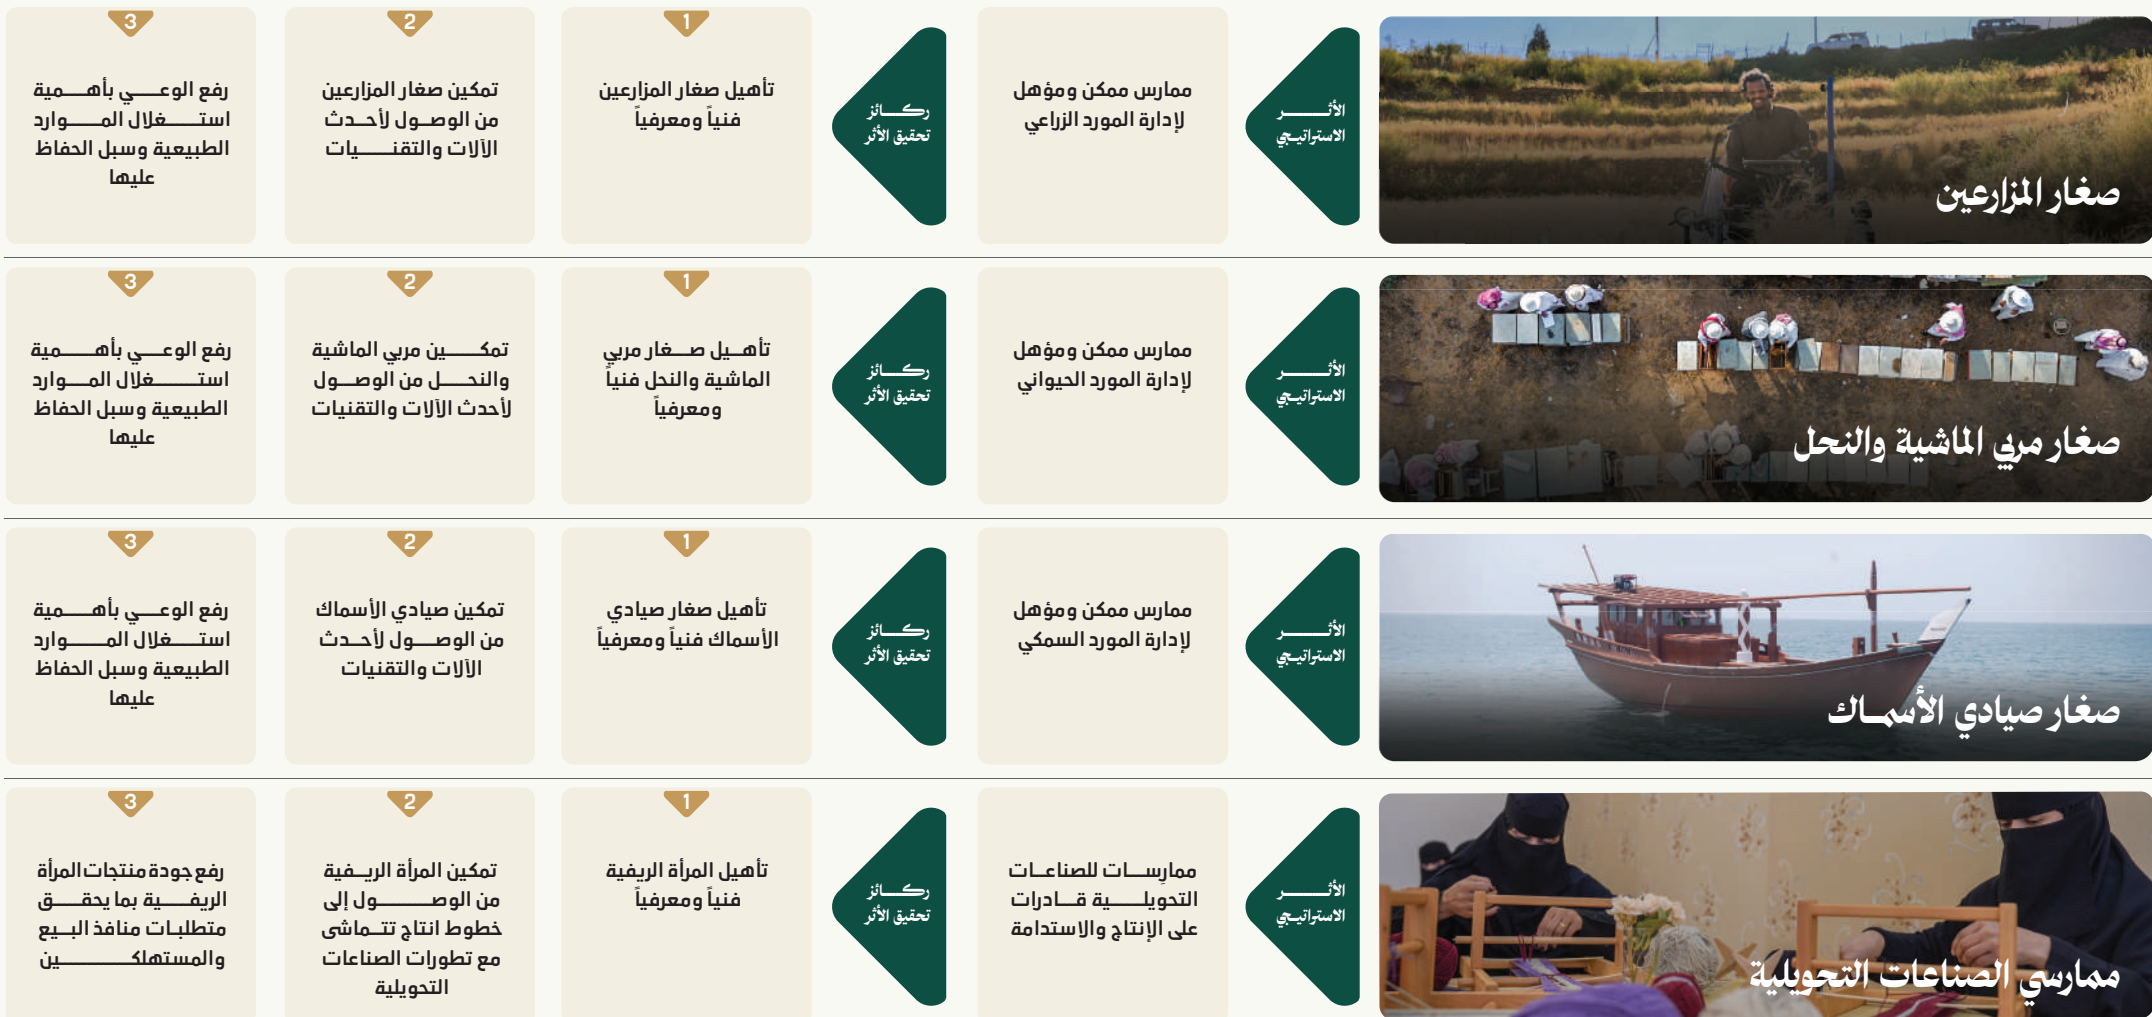 صغار المزارعين
الأثر
الاستراتيجي
ممارس ممكن ومؤهل
لإدارة المورد الزراعي
ركائز
تحقيق الأثر
1
تأهيل صغار المزارعين
فنياً ومعرفياً
2
تمكين صغار المزارعين
من الوصول لأحدث
الآلات والتقنيات
3
رفع الوعي بأهمية
استغلال الموارد
الطبيعية وسبل الحفاظ
عليها
صغار مربي الماشية والنحل
الأثر
الاستراتيجي
ممارس ممكن ومؤهل
لإدارة المورد الحيواني
ركائز
تحقيق الأثر
1
تأهيل صغار مربي
الماشية والنحل فنياً
ومعرفياً
2
تمكين مربي الماشية
والنحل من الوصول
لأحدث الآلات والتقنيات
3
رفع الوعي بأهمية
استغلال الموارد
الطبيعية وسبل الحفاظ
عليها
صغار صيادي الأسماك
الأثر
الاستراتيجي
ممارس ممكن ومؤهل
لإدارة المورد السمكي
ركائز
تحقيق الأثر
1
تأهيل صغار صيادي
الأسماك فنياً ومعرفياً
2
تمكين صيادي الأسماك
من الوصول لأحدث
الآلات والتقنيات
3
رفع الوعي بأهمية
استغلال الموارد
الطبيعية وسبل الحفاظ
عليها
ممارسي الصناعات التحويلية
الأثر
الاستراتيجي
ممارِسات للصناعات
التحويلية قادرات
على الإنتاج والاستدامة
ركائز
تحقيق الأثر
1
تأهيل المرأة الريفية
فنياً ومعرفياً
2
تمكين المرأة الريفية
من الوصول إلى
خطوط انتاج تتماشى
مع تطورات الصناعات
التحويلية
3
رفع جودة منتجات المرأة
الريفية بما يحقق
متطلبات منافذ البيع
والمستهلكين